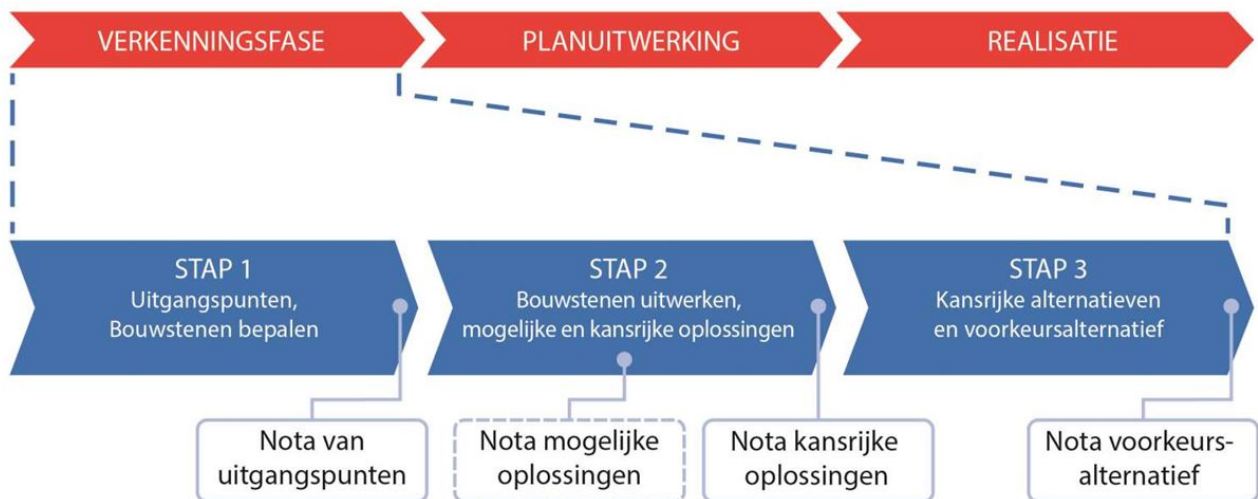 VERKENNINGSFASE
PLANUITWERKING
REALISATIE
STAP 1
Uitgangspunten,
Bouwstenen bepalen
STAP 2
Bouwstenen uitwerken,
mogelijke en kansrijke oplossingen
STAP 3
Kansrijke alternatieven
en voorkeursalternatief
Nota van
uitgangspunten
Nota mogelijke
oplossingen
Nota kansrijke
oplossingen
Nota voorkeurs-
alternatief